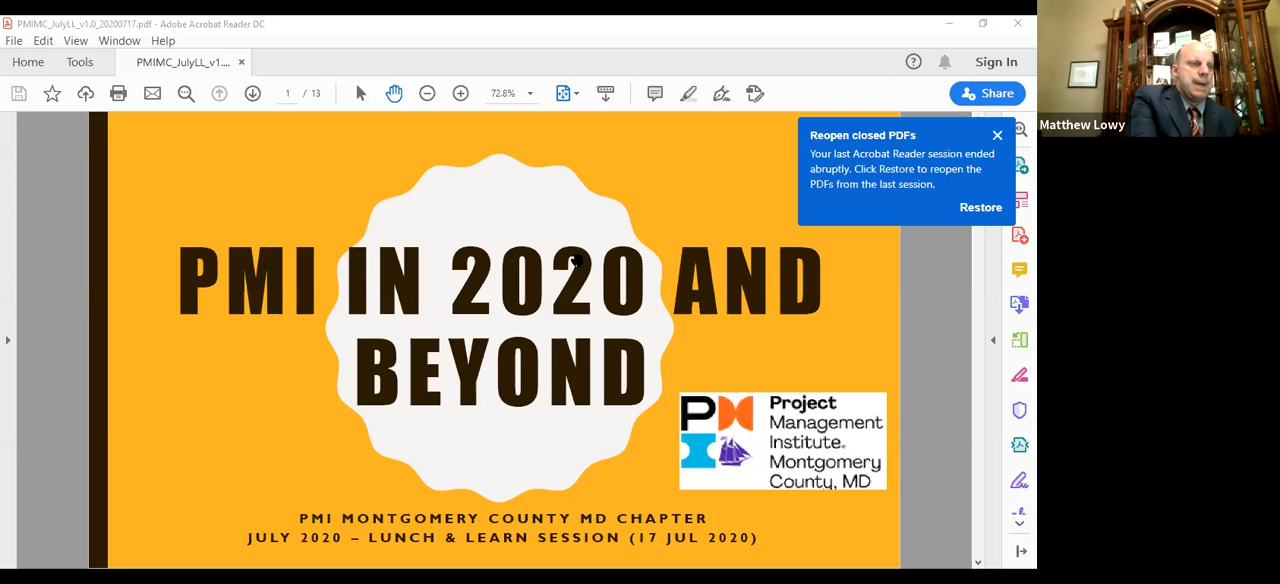 PMIMC_JulyLL_v1.0_20200717.pdf - Adobe Acrobat Reader DC
File Edit View Window Help
Home Tools PMIMC_JulyLL_v1.... Sign In
1 / 13 72.8% Share
Matthew Lowy
Reopen closed PDFs
Your last Acrobat Reader session ended
abruptly. Click Restore to reopen the
PDFs from the last session.
Restore
PMI IN 2020 AND
BEYOND
PMI
Project
Management
Institute®
Montgomery
County, MD
PMI MONTGOMERY COUNTY MD CHAPTER
JULY 2020 – LUNCH & LEARN SESSION (17 JUL 2020)